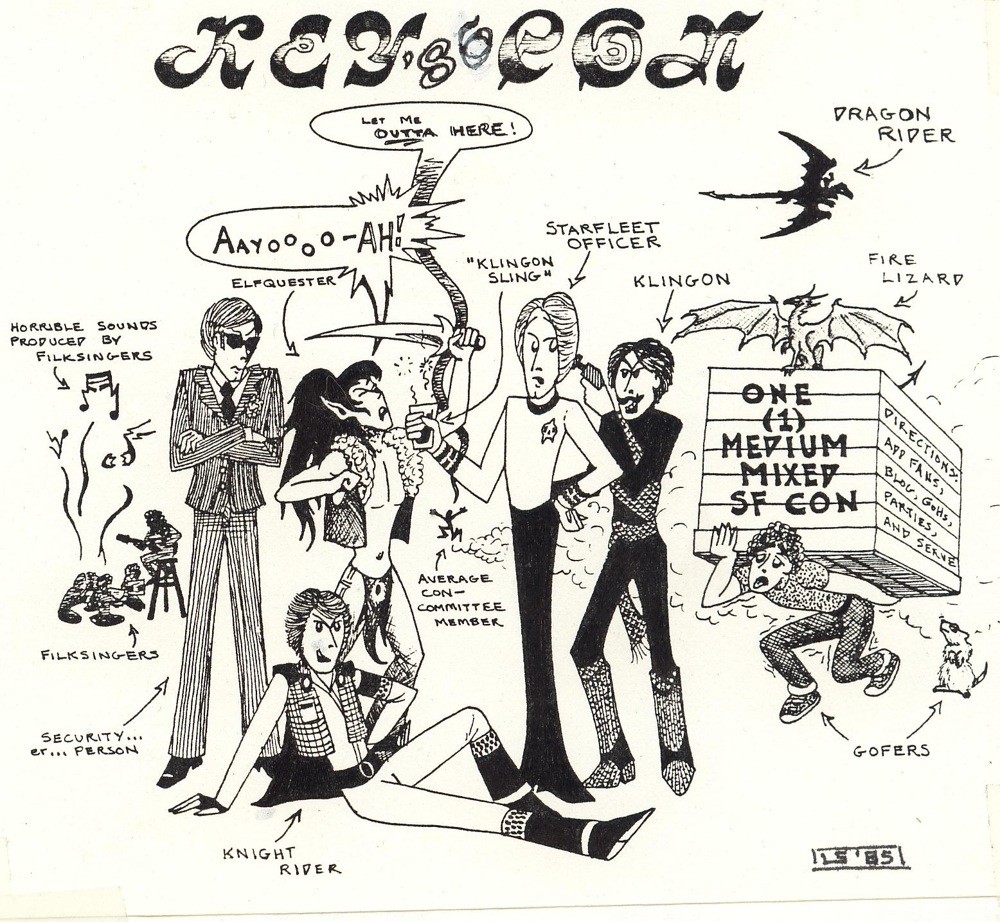 KEY CON
LET ME
OUTTA HERE!
DRAGON
RIDER
AAYOOOO-AH!
STARFLEET
OFFICER
"KLINGON
SLING"
FIRE
LIZARD
ELFQUESTER
KLINGON
HORRIBLE SOUNDS
PRODUCED BY
FILKSINGERS
ONE
(1)
MEDIUM
MIXED
SF CON
DIRECTIONS:
ADD FANS,
BLOG, GOHS,
PARTIES,
AND SERVE
AVERAGE
CON-
COMMITTEE
MEMBER
FILKSINGERS
SECURITY...
er... PERSON
GOFERS
KNIGHT
RIDER
LS '85